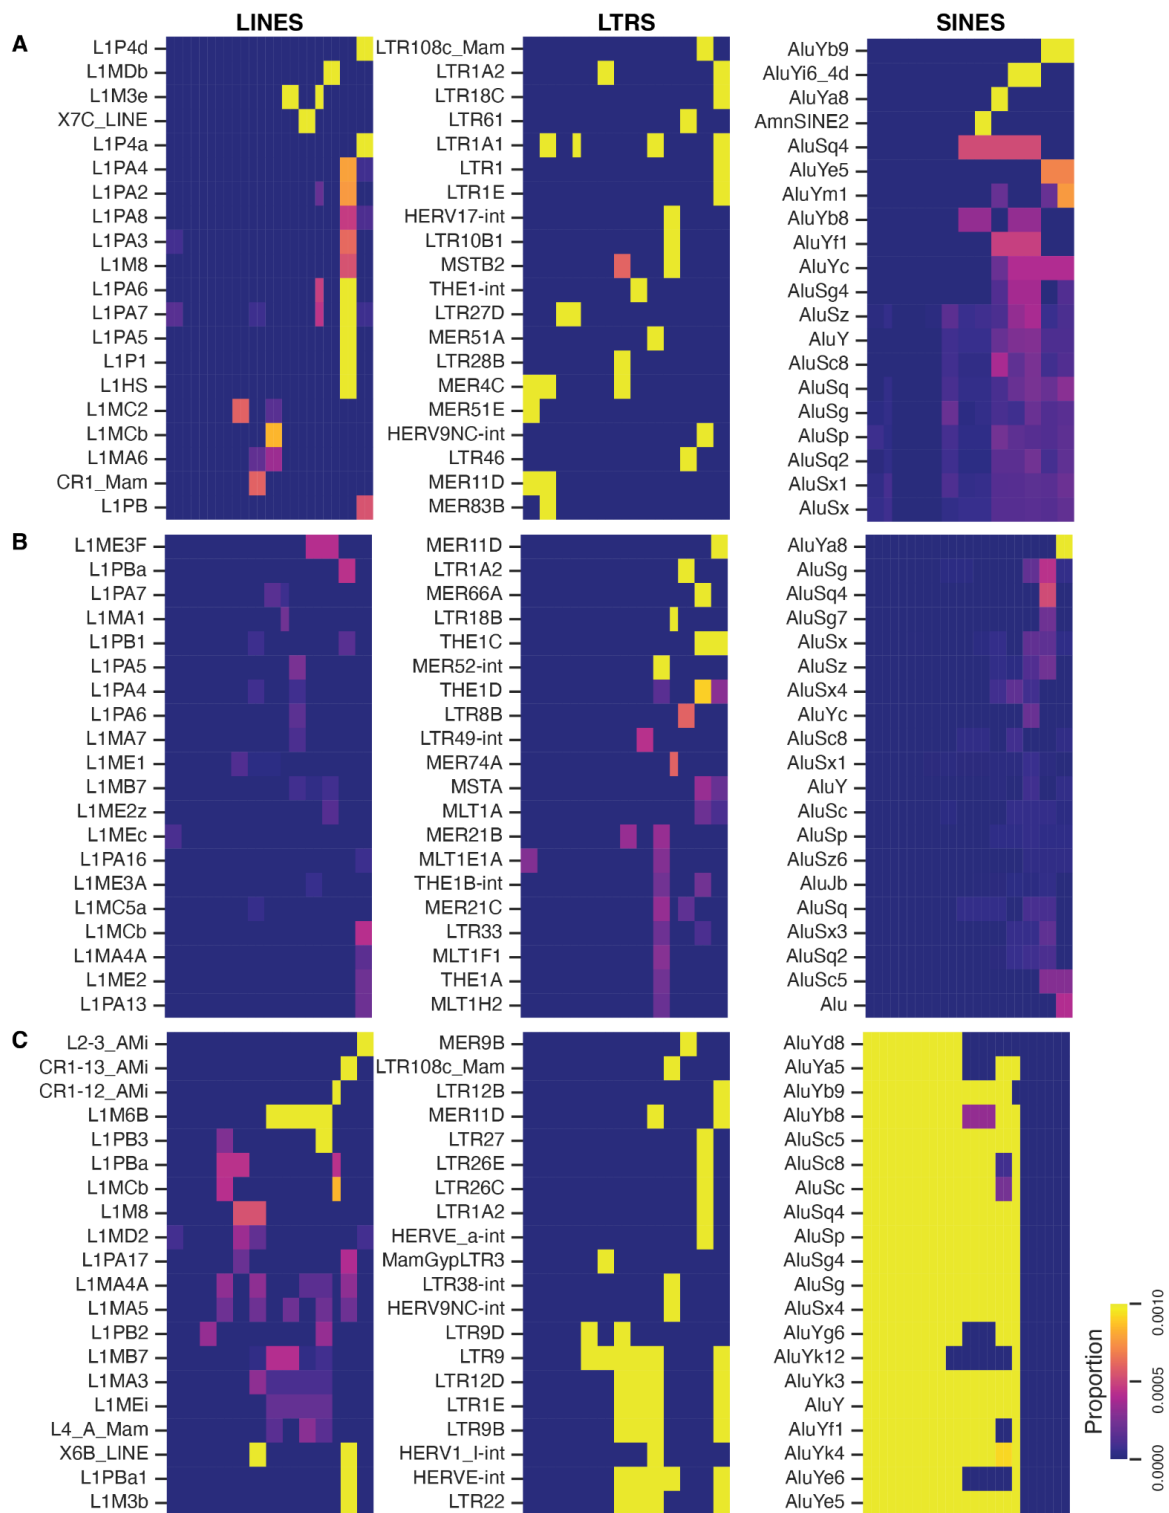 LINES
LTRS
SINES
A
L1P4d
L1MDb
L1M3e
X7C_LINE
L1P4a
L1PA4
L1PA2
L1PA8
L1PA3
L1M8
L1PA6
L1PA7
L1PA5
L1P1
L1HS
L1MC2
L1MCb
L1MA6
CR1_Mam
L1PB
LTR108c_Mam
LTR1A2
LTR18C
LTR61
LTR1A1
LTR1
LTR1E
HERV17-int
LTR10B1
MSTB2
THE1-int
LTR27D
MER51A
LTR28B
MER4C
MER51E
HERV9NC-int
LTR46
MER11D
MER83B
AluYb9
AluYi6_4d
AluYa8
AmnSINE2
AluSq4
AluYe5
AluYm1
AluYb8
AluYf1
AluYc
AluSg4
AluSz
AluY
AluSc8
AluSq
AluSg
AluSp
AluSq2
AluSx1
AluSx
B
L1ME3F
L1PBa
L1PA7
L1MA1
L1PB1
L1PA5
L1PA4
L1PA6
L1MA7
L1ME1
L1MB7
L1ME2z
L1MEc
L1PA16
L1ME3A
L1MC5a
L1MCb
L1MA4A
L1ME2
L1PA13
MER11D
LTR1A2
MER66A
LTR18B
THE1C
MER52-int
THE1D
LTR8B
LTR49-int
MER74A
MSTA
MLT1A
MER21B
MLT1E1A
THE1B-int
MER21C
LTR33
MLT1F1
THE1A
MLT1H2
AluYa8
AluSg
AluSq4
AluSg7
AluSx
AluSz
AluSx4
AluYc
AluSc8
AluSx1
AluY
AluSc
AluSp
AluSz6
AluJb
AluSq
AluSx3
AluSq2
AluSc5
Alu
C
L2-3_AMi
CR1-13_AMi
CR1-12_AMi
L1M6B
L1PB3
L1PBa
L1MCb
L1M8
L1MD2
L1PA17
L1MA4A
L1MA5
L1PB2
L1MB7
L1MA3
L1MEi
L4_A_Mam
X6B_LINE
L1PBa1
L1M3b
MER9B
LTR108c_Mam
LTR12B
MER11D
LTR27
LTR26E
LTR26C
LTR1A2
HERVE_a-int
MamGypLTR3
LTR38-int
HERV9NC-int
LTR9D
LTR9
LTR12D
LTR1E
LTR9B
HERV1_I-int
HERVE-int
LTR22
AluYd8
AluYa5
AluYb9
AluYb8
AluSc5
AluSc8
AluSc
AluSq4
AluSp
AluSg4
AluSg
AluSx4
AluYg6
AluYk12
AluYk3
AluY
AluYf1
AluYk4
AluYe6
AluYe5
Proportion
0.0010
0.0005
0.0000